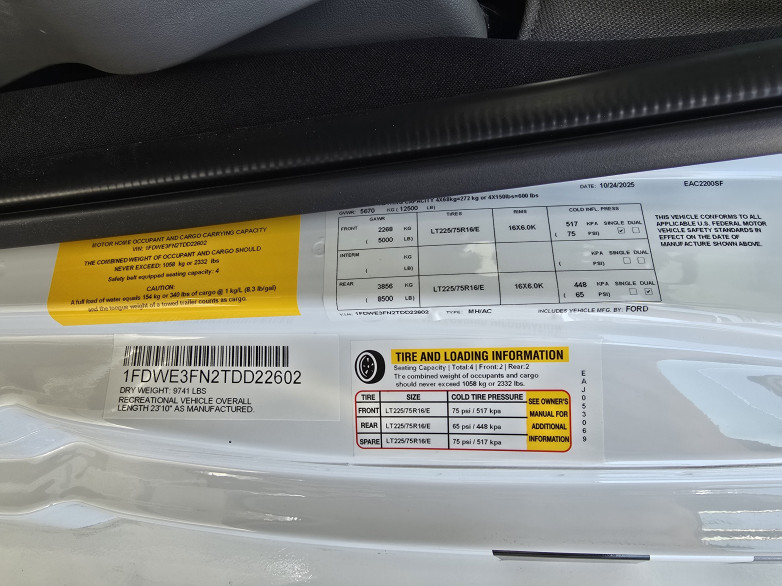 DATE: 10/24/2025 EAC2200SF
CAPACITY 4X68kg=272 kg or 4X150lbs=600 lbs
GVWR: 5670 KG ( 12500 LB)
GAWR TIRES RIMS COLD INFL. PRESS.
FRONT 2268 KG LT225/75R16/E 16X6.0K 517 KPA SINGLE DUAL
( 5000 LB) ( 75 PSI) ☑ ☐
INTERIM KG KPA SINGLE DUAL
( LB) ( PSI) ☐ ☐
REAR 3856 KG LT225/75R16/E 16X6.0K 448 KPA SINGLE DUAL
( 8500 LB) ( 65 PSI) ☐ ☑
1FDWE3FN2TDD22602 TYPE: MH/AC INCLUDES VEHICLE MFG. BY: FORD
THIS VEHICLE CONFORMS TO ALL
APPLICABLE U.S. FEDERAL MOTOR
VEHICLE SAFETY STANDARDS IN
EFFECT ON THE DATE OF
MANUFACTURE SHOWN ABOVE.
MOTOR HOME OCCUPANT AND CARGO CARRYING CAPACITY
VIN: 1FDWE3FN2TDD22602
THE COMBINED WEIGHT OF OCCUPANT AND CARGO SHOULD
NEVER EXCEED: 1058 kg or 2332 lbs
Safety belt equipped seating capacity: 4
CAUTION:
A full load of water equals 154 kg or 340 lbs of cargo @ 1 kg/L (8.3 lb/gal)
and the tongue weight of a towed trailer counts as cargo.
1FDWE3FN2TDD22602
DRY WEIGHT: 9741 LBS
RECREATIONAL VEHICLE OVERALL
LENGTH 23'10" AS MANUFACTURED.
TIRE AND LOADING INFORMATION
Seating Capacity | Total:4 | Front:2 | Rear:2
The combined weight of occupants and cargo
should never exceed 1058 kg or 2332 lbs.
TIRE SIZE COLD TIRE PRESSURE
FRONT LT225/75R16/E 75 psi / 517 kpa
REAR LT225/75R16/E 65 psi / 448 kpa
SPARE LT225/75R16/E 75 psi / 517 kpa
SEE OWNER'S
MANUAL FOR
ADDITIONAL
INFORMATION
EAJ053069